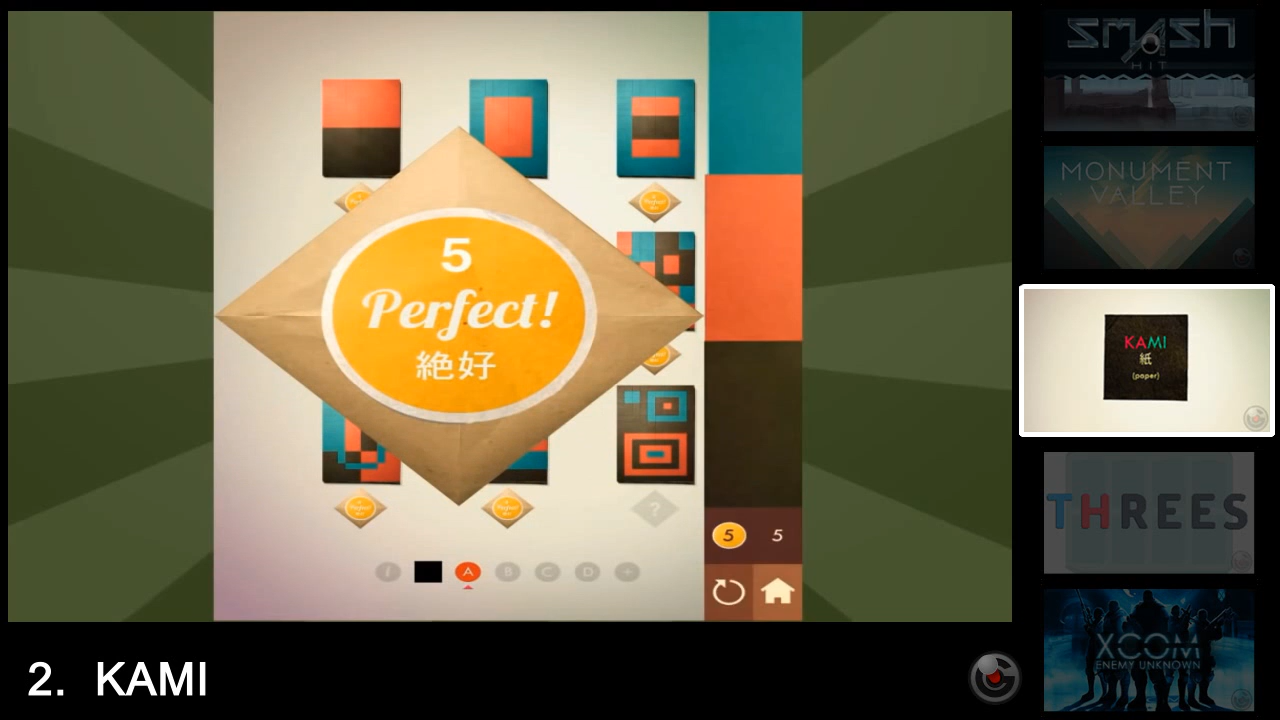 5
Perfect!
絶好
A
B
C
D
+
?
5 5
2. KAMI
SMASH
HIT
MONUMENT
VALLEY
KAMI
紙
(paper)
THREES
XCOM
ENEMY UNKNOWN